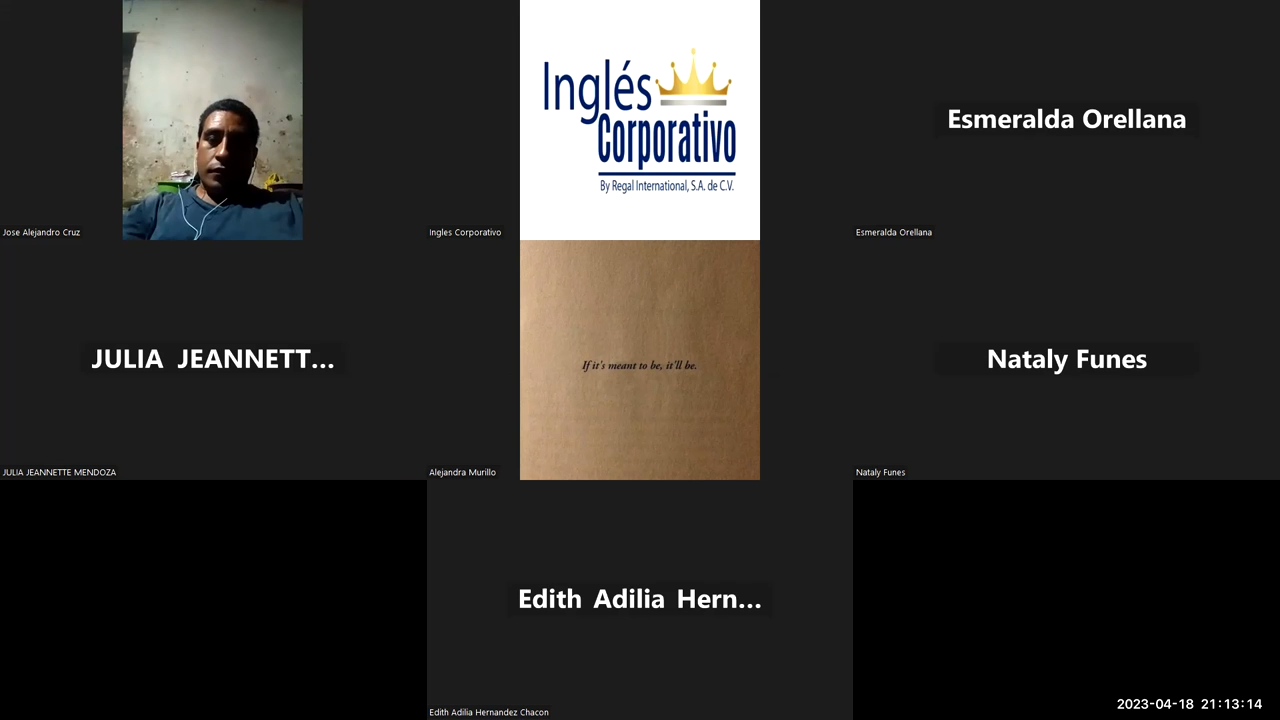 Inglés
Corporativo
By Regal International, S.A. de C.V.
Esmeralda Orellana
Jose Alejandro Cruz
Ingles Corporativo
Esmeralda Orellana
JULIA JEANNETT...
If it's meant to be, it'll be.
Nataly Funes
JULIA JEANNETTE MENDOZA
Alejandra Murillo
Nataly Funes
Edith Adilia Hern...
Edith Adilia Hernandez Chacon
2023-04-18 21:13:14